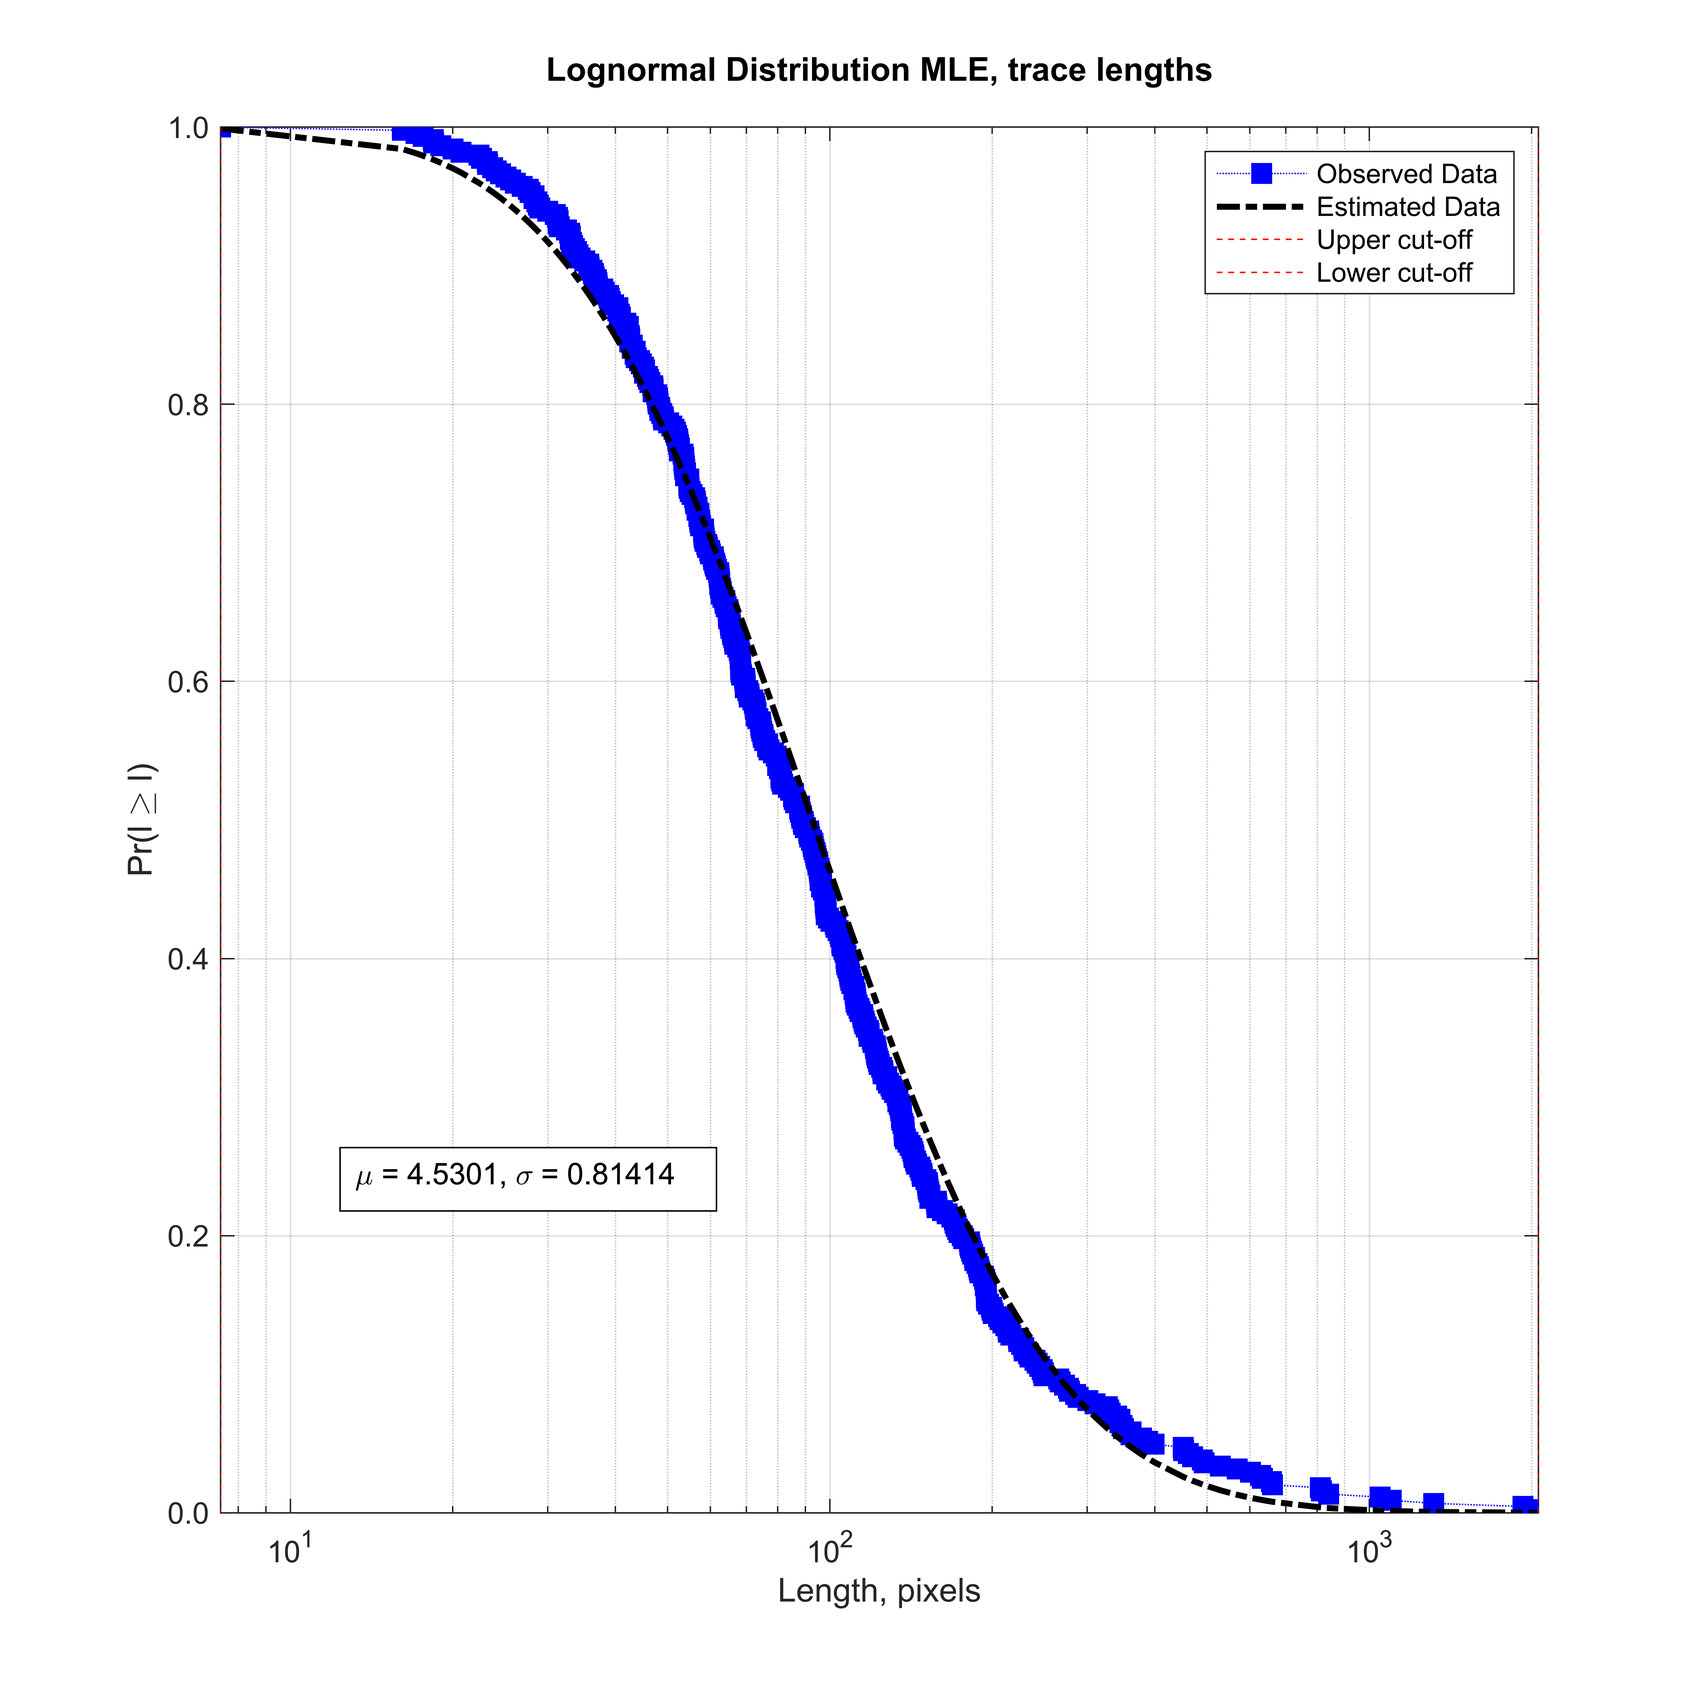 Lognormal Distribution MLE, trace lengths
1.0
0.8
0.6
0.4
0.2
0.0
Pr(l ≥ l)
Observed Data
Estimated Data
Upper cut-off
Lower cut-off
μ = 4.5301, σ = 0.81414
10¹
10²
10³
Length, pixels